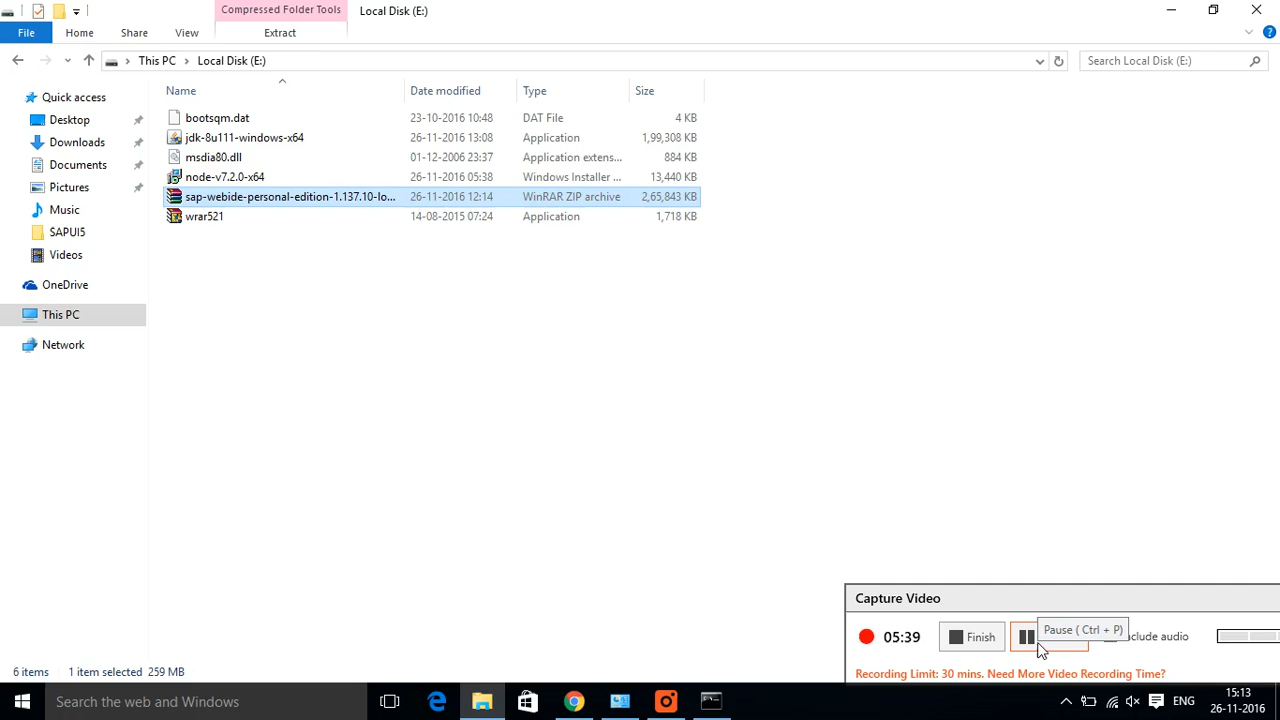 Compressed Folder Tools
Local Disk (E:)
File
Home
Share
View
Extract
This PC
Local Disk (E:)
Search Local Disk (E:)
Name
Date modified
Type
Size
Quick access
Desktop
Downloads
Documents
Pictures
Music
SAPUI5
Videos
OneDrive
This PC
Network
bootsqm.dat 23-10-2016 10:48 DAT File 4 KB
jdk-8u111-windows-x64 26-11-2016 13:08 Application 1,99,308 KB
msdia80.dll 01-12-2006 23:37 Application extens... 884 KB
node-v7.2.0-x64 26-11-2016 05:38 Windows Installer ... 13,440 KB
sap-webide-personal-edition-1.137.10-lo... 26-11-2016 12:14 WinRAR ZIP archive 2,65,843 KB
wrar521 14-08-2015 07:24 Application 1,718 KB
Capture Video
05:39
Finish
Pause ( Ctrl + P)
clude audio
Recording Limit: 30 mins. Need More Video Recording Time?
6 items
1 item selected 259 MB
Search the web and Windows
ENG
15:13
26-11-2016